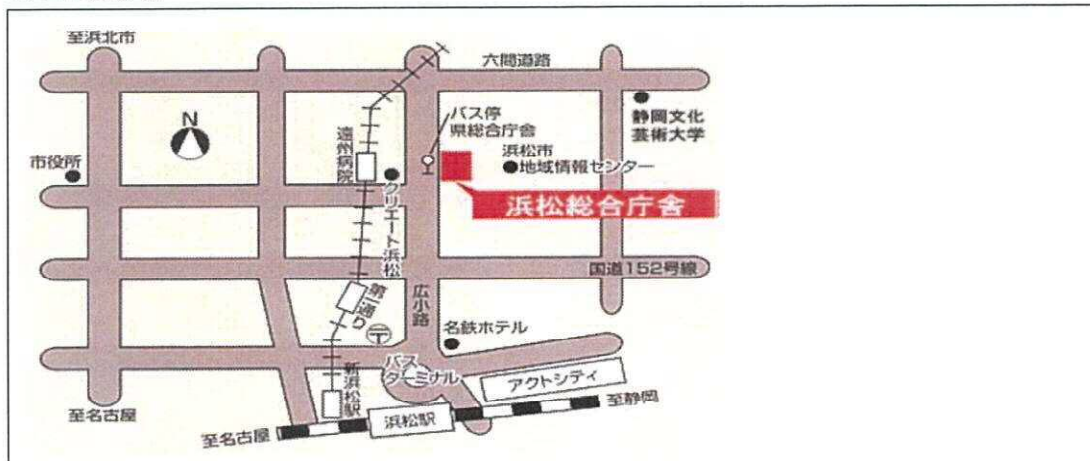 至浜北市
六間道路
N
バス停
県総合庁舎
静岡文化
芸術大学
遠州病院
浜松市
地域情報センター
市役所
クリエート浜松
浜松総合庁舎
国道152号線
第一通り
広小路
名鉄ホテル
バス
ターミナル
新浜松駅
アクトシティ
至名古屋
浜松駅
至静岡
至名古屋